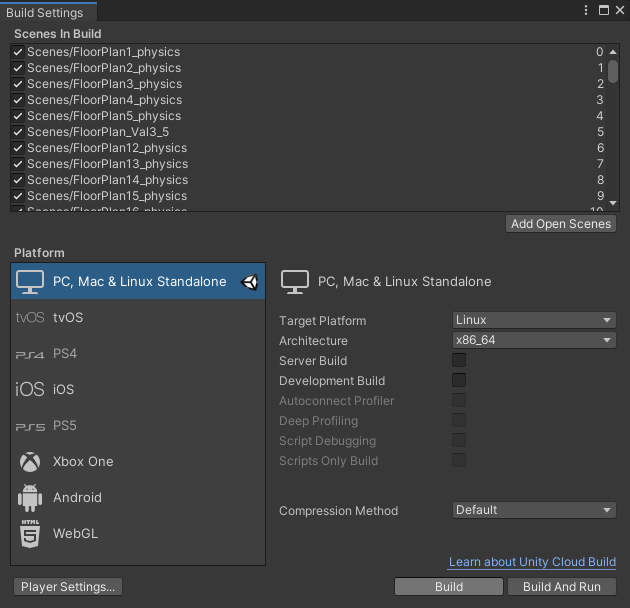 Build Settings
Scenes In Build
Scenes/FloorPlan1_physics 0
Scenes/FloorPlan2_physics 1
Scenes/FloorPlan3_physics 2
Scenes/FloorPlan4_physics 3
Scenes/FloorPlan5_physics 4
Scenes/FloorPlan_Val3_5 5
Scenes/FloorPlan12_physics 6
Scenes/FloorPlan13_physics 7
Scenes/FloorPlan14_physics 8
Scenes/FloorPlan15_physics 9
Scenes/FloorPlan16_physics 10
Add Open Scenes
Platform
PC, Mac & Linux Standalone
tvOS tvOS
PS4 PS4
iOS iOS
PS5 PS5
Xbox One
Android
HTML 5 WebGL
PC, Mac & Linux Standalone
Target Platform Linux
Architecture x86_64
Server Build
Development Build
Autoconnect Profiler
Deep Profiling
Script Debugging
Scripts Only Build
Compression Method Default
Learn about Unity Cloud Build
Player Settings... Build Build And Run